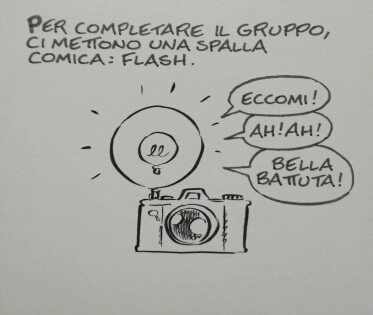 PER COMPLETARE IL GRUPPO,
CI METTONO UNA SPALLA
COMICA: FLASH.
ECCOMI!
AH! AH!
BELLA
BATTUTA!